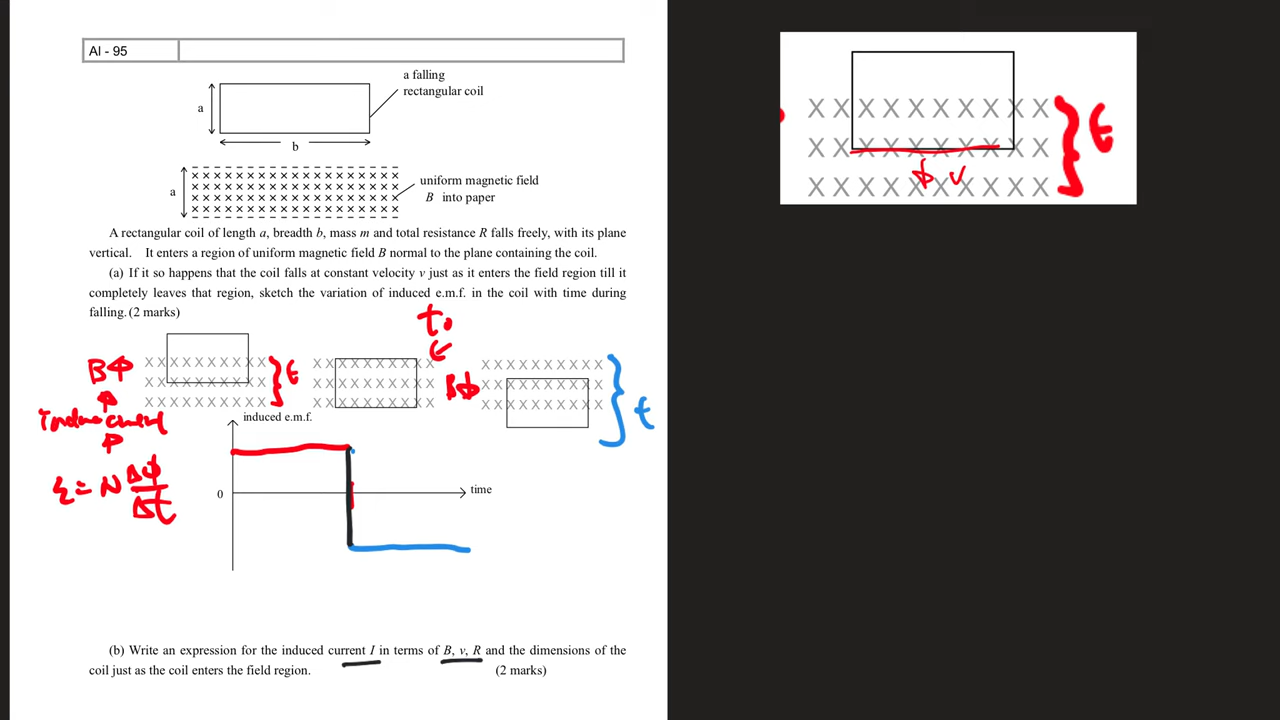 AI - 95
a falling
rectangular coil
a
b
a
uniform magnetic field
B into paper
A rectangular coil of length a, breadth b, mass m and total resistance R falls freely, with its plane
vertical. It enters a region of uniform magnetic field B normal to the plane containing the coil.
(a) If it so happens that the coil falls at constant velocity v just as it enters the field region till it
completely leaves that region, sketch the variation of induced e.m.f. in the coil with time during
falling. (2 marks)
t0
B
X X X X X X X X X X
X X X X X X X X X X
X X X X X X X X X X
t
X X X X X X X X X X
X X X X X X X X X X
X X X X X X X X X X
B
X X X X X X X X X X
X X X X X X X X X X
X X X X X X X X X X
t
current
induced e.m.f.
ε = N Δφ/Δt
0
time
(b) Write an expression for the induced current I in terms of B, v, R and the dimensions of the
coil just as the coil enters the field region. (2 marks)
X X X X X X X X X X
X X X X X X X X X X
X X X X X X X X X X
v
t